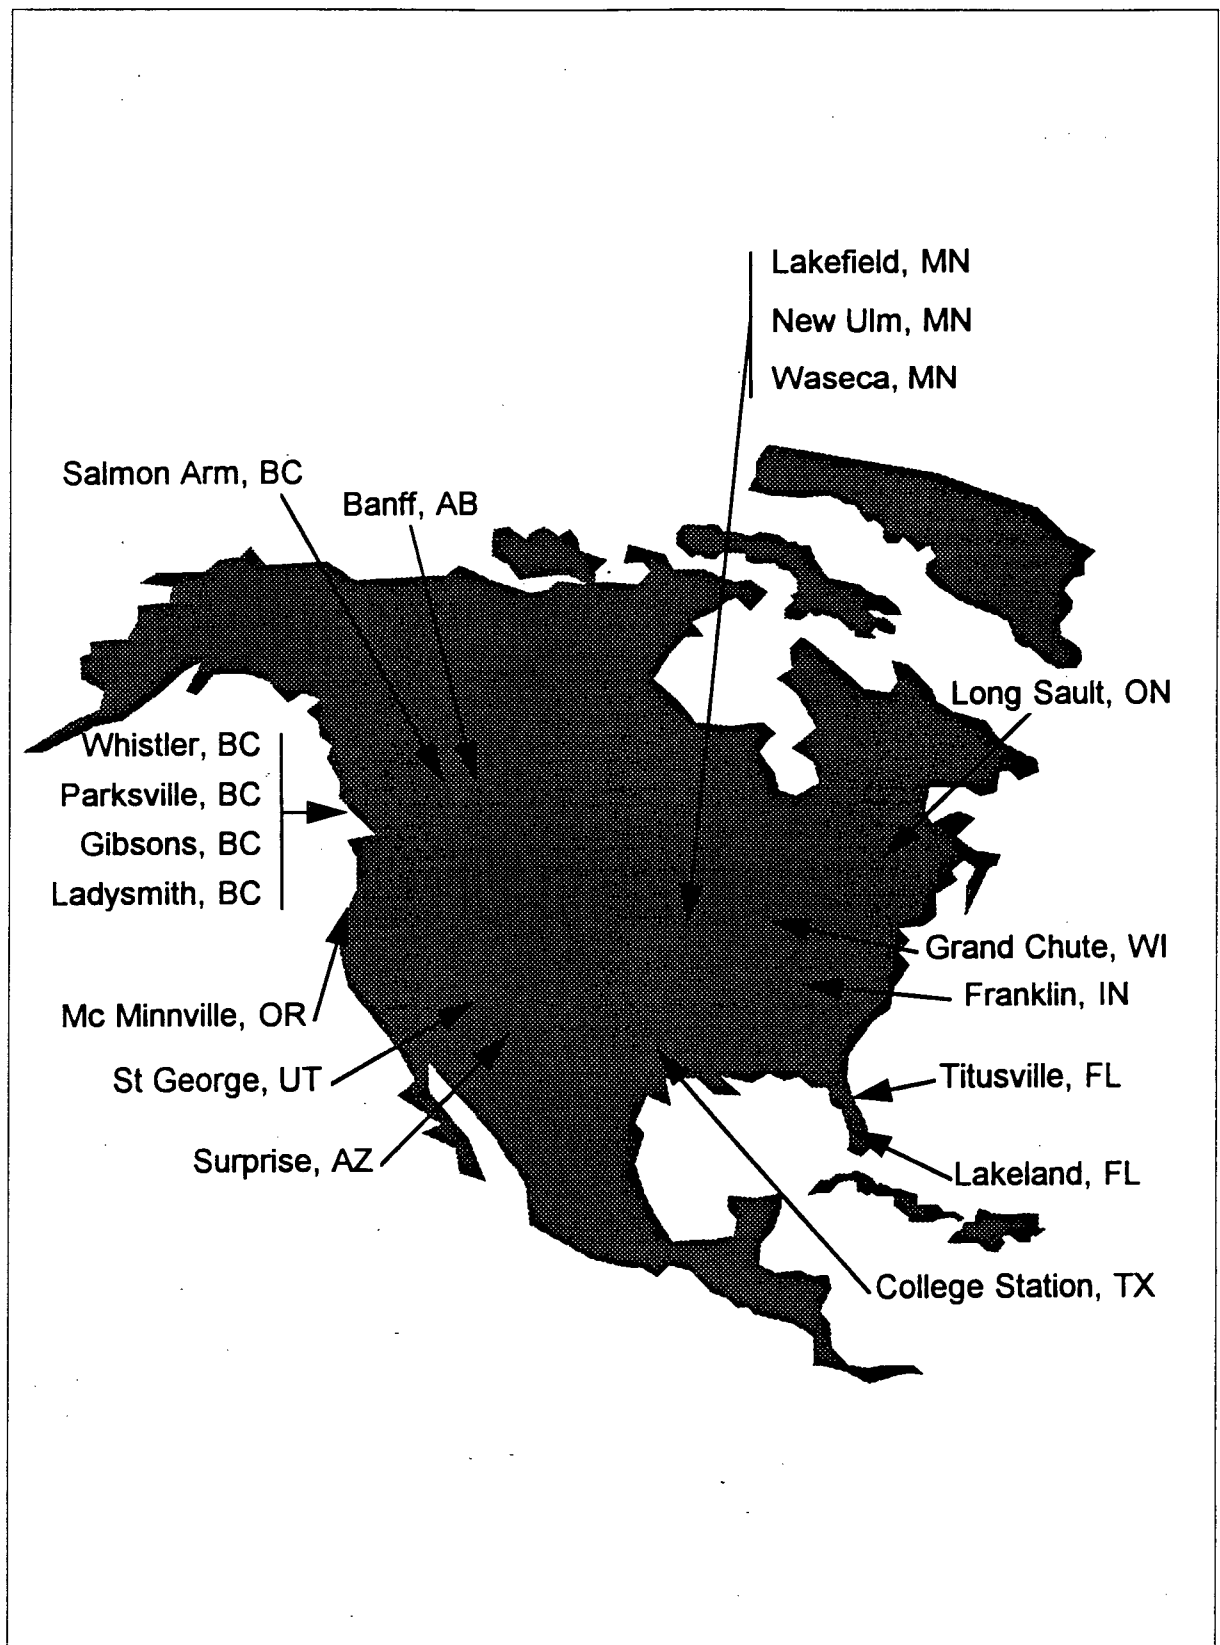 Lakefield, MN
New Ulm, MN
Waseca, MN
Salmon Arm, BC
Banff, AB
Long Sault, ON
Whistler, BC
Parksville, BC
Gibsons, BC
Ladysmith, BC
Grand Chute, WI
Franklin, IN
Mc Minnville, OR
St George, UT
Titusville, FL
Surprise, AZ
Lakeland, FL
College Station, TX